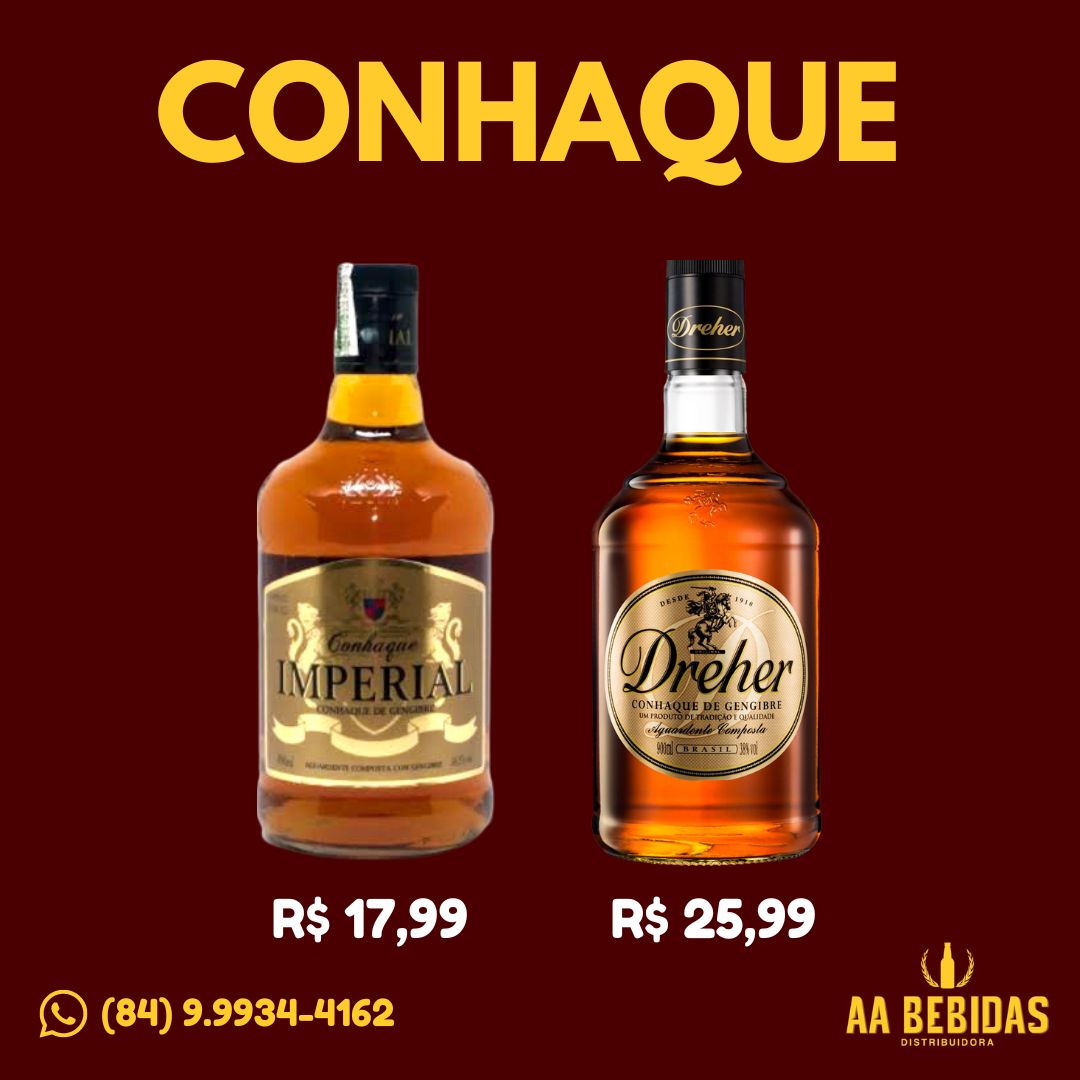 CONHAQUE
Dreher
IAL
Conhaque
IMPERIAL
CONHAQUE DE GENGIBRE
AGUARDENTE COMPOSTA COM GENGIBRE
DESDE 1910
Dreher
CONHAQUE DE GENGIBRE
UM PRODUTO DE TRADIÇÃO E QUALIDADE
Aguardente Composta
900ml BRASIL 38% vol
R$ 17,99
R$ 25,99
(84) 9.9934-4162
AA BEBIDAS
DISTRIBUIDORA